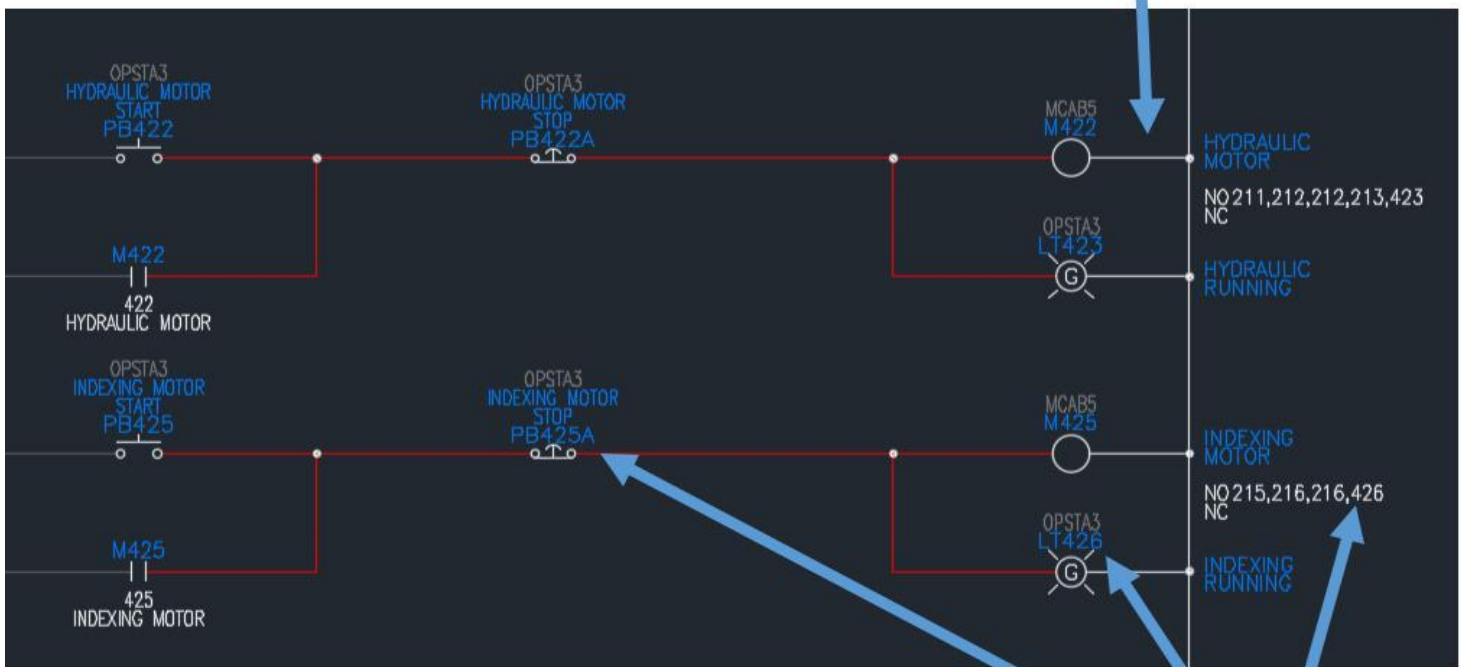 OPSTA3
HYDRAULIC MOTOR
START
PB422
OPSTA3
HYDRAULIC MOTOR
STOP
PB422A
MCAB5
M422
HYDRAULIC
MOTOR
NO 211,212,212,213,423
NC
M422
422
HYDRAULIC MOTOR
OPSTA3
LT423
G
HYDRAULIC
RUNNING
OPSTA3
INDEXING MOTOR
START
PB425
OPSTA3
INDEXING MOTOR
STOP
PB425A
MCAB5
M425
INDEXING
MOTOR
NO 215,216,216,426
NC
M425
425
INDEXING MOTOR
OPSTA3
LT426
G
INDEXING
RUNNING